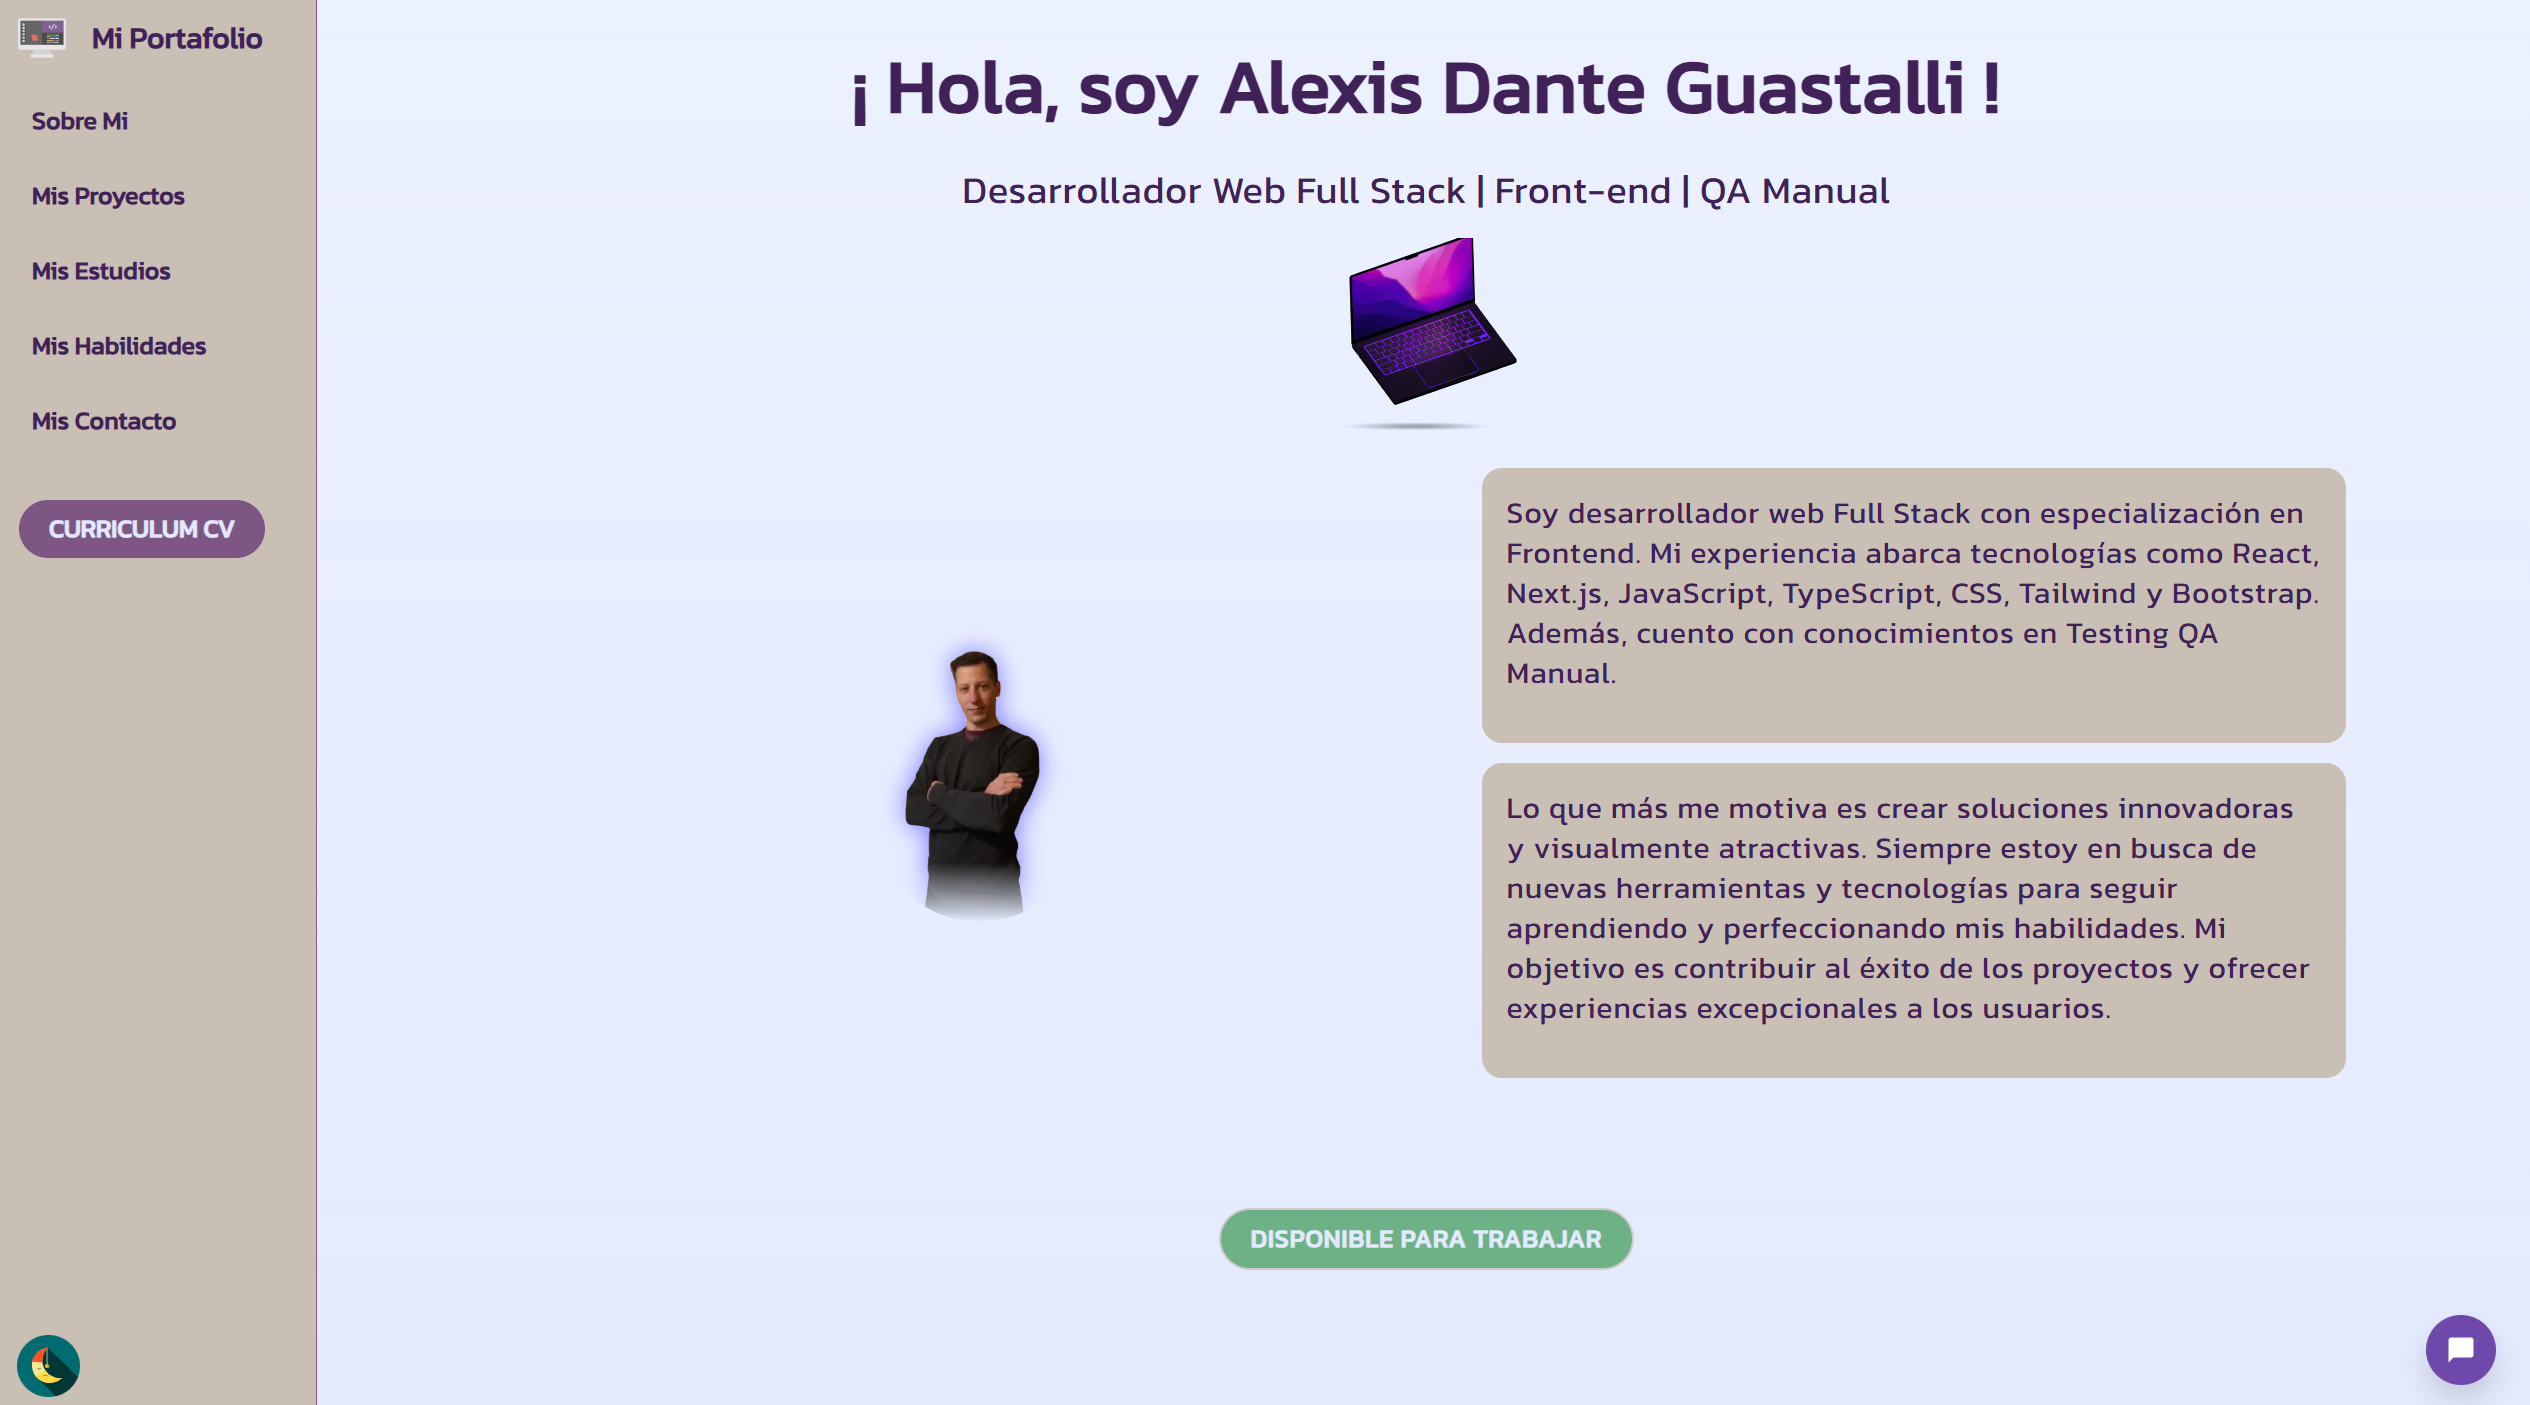 Mi Portafolio
Sobre Mi
Mis Proyectos
Mis Estudios
Mis Habilidades
Mis Contacto
CURRICULUM CV
¡ Hola, soy Alexis Dante Guastalli !
Desarrollador Web Full Stack | Front-end | QA Manual
Soy desarrollador web Full Stack con especialización en
Frontend. Mi experiencia abarca tecnologías como React,
Next.js, JavaScript, TypeScript, CSS, Tailwind y Bootstrap.
Además, cuento con conocimientos en Testing QA
Manual.
Lo que más me motiva es crear soluciones innovadoras
y visualmente atractivas. Siempre estoy en busca de
nuevas herramientas y tecnologías para seguir
aprendiendo y perfeccionando mis habilidades. Mi
objetivo es contribuir al éxito de los proyectos y ofrecer
experiencias excepcionales a los usuarios.
DISPONIBLE PARA TRABAJAR